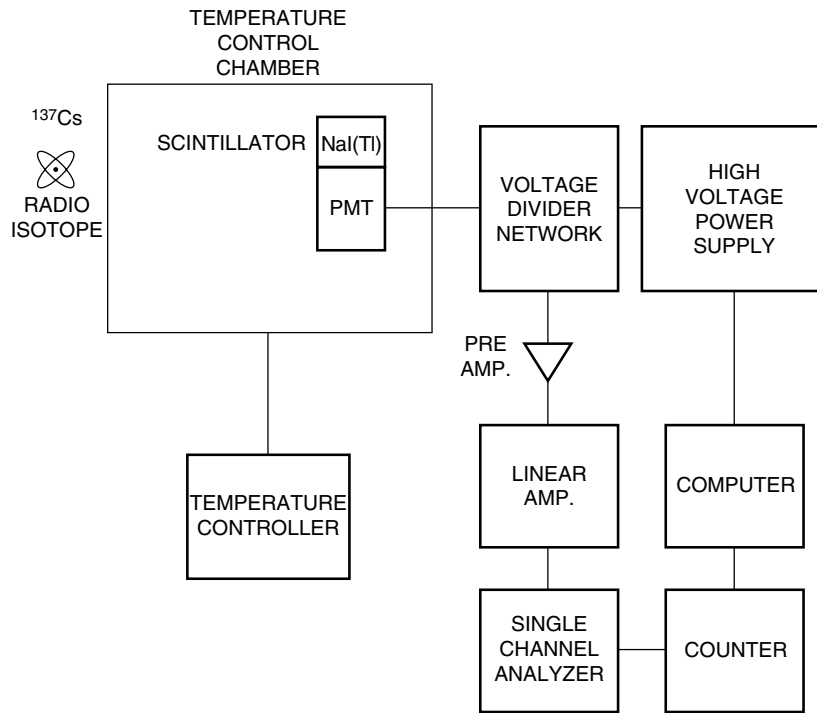 TEMPERATURE
CONTROL
CHAMBER
¹³⁷Cs
RADIO
ISOTOPE
SCINTILLATOR
NaI(Tl)
PMT
VOLTAGE
DIVIDER
NETWORK
HIGH
VOLTAGE
POWER
SUPPLY
PRE
AMP.
TEMPERATURE
CONTROLLER
LINEAR
AMP.
COMPUTER
SINGLE
CHANNEL
ANALYZER
COUNTER